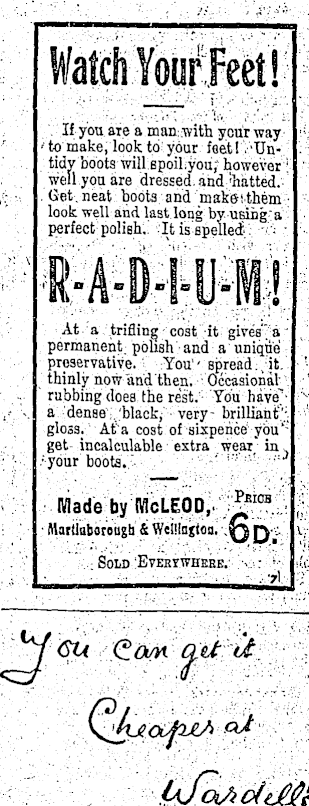 Watch Your Feet!
If you are a man with your way
to make, look to your feet! Un-
tidy boots will spoil you, however
well you are dressed and hatted.
Get neat boots and make them
look well and last long by using a
perfect polish. It is spelled
R-A-D-I-U-M!
At a trifling cost it gives a
permanent polish and a unique
preservative. You spread it
thinly now and then. Occasional
rubbing does the rest. You have
a dense black, very brilliant
gloss. At a cost of sixpence you
get incalculable extra wear in
your boots.
Made by McLEOD,
Martinborough & Wellington.
PRICE
6D.
SOLD EVERYWHERE.
7
You can get it
Cheaper at
Wardells